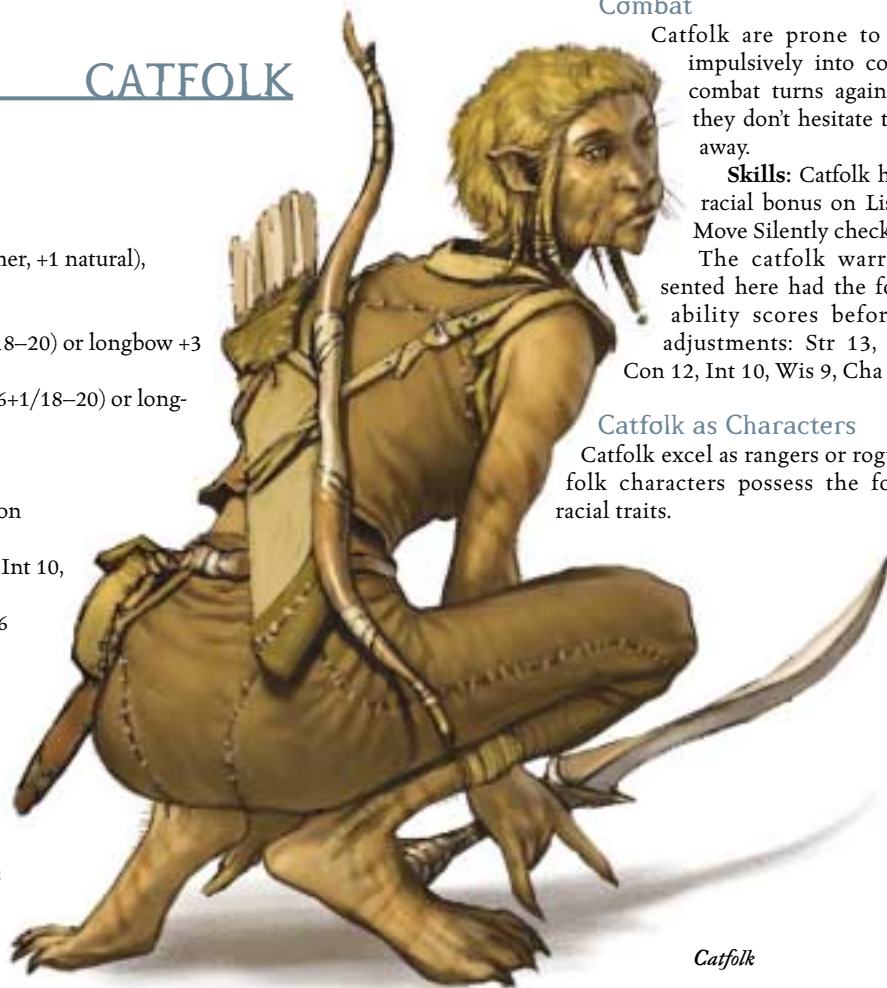 CATFOLK
her, +1 natural),
18–20) or longbow +3
6+1/18–20) or long-
on
Int 10,
6
Combat
Catfolk are prone to
impulsively into co
combat turns again
they don't hesitate t
away.
Skills: Catfolk h
racial bonus on Lis
Move Silently check
The catfolk warr
sented here had the fo
ability scores befor
adjustments: Str 13,
Con 12, Int 10, Wis 9, Cha
Catfolk as Characters
Catfolk excel as rangers or rogu
folk characters possess the fo
racial traits.
Catfolk